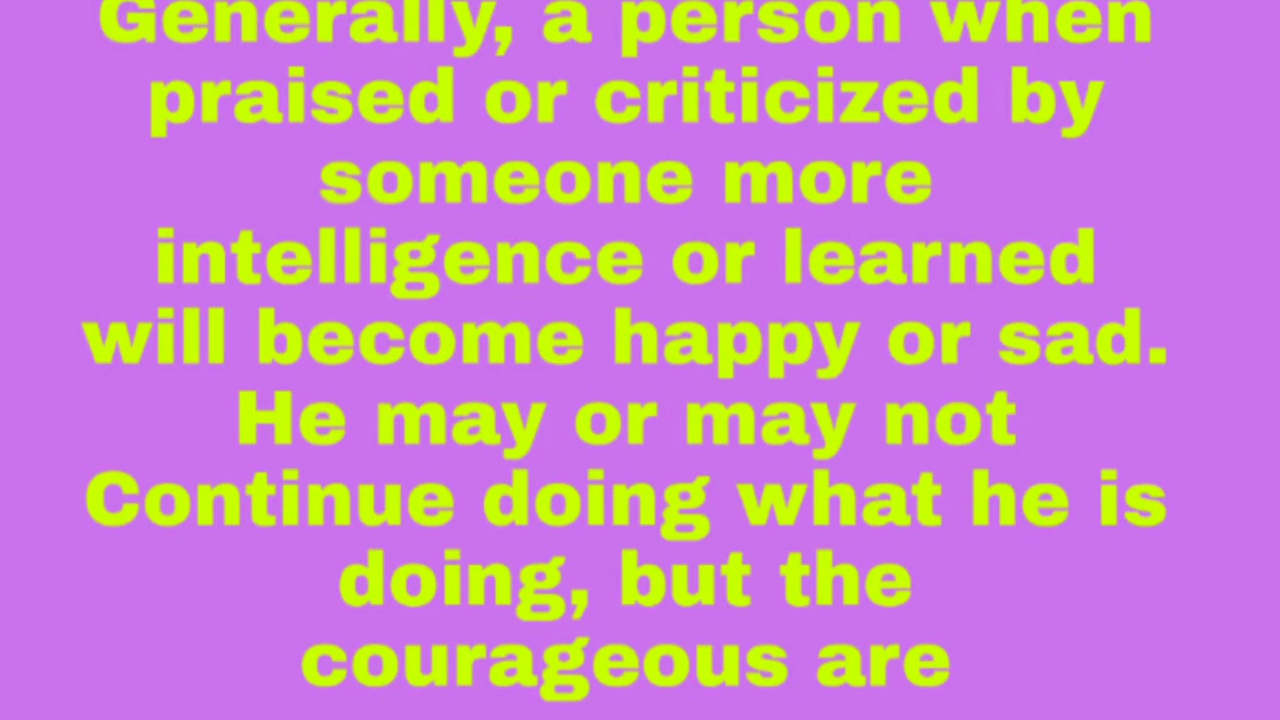 Generally, a person when
praised or criticized by
someone more
intelligence or learned
will become happy or sad.
He may or may not
Continue doing what he is
doing, but the
courageous are